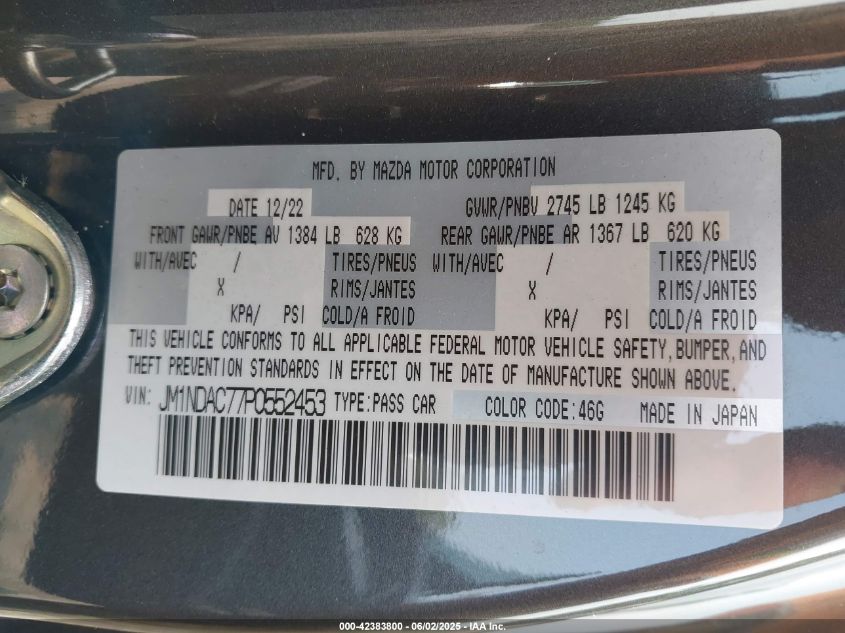 MFD. BY MAZDA MOTOR CORPORATION
DATE 12/22 GVWR/PNBV 2745 LB 1245 KG
FRONT GAWR/PNBE AV 1384 LB 628 KG REAR GAWR/PNBE AR 1367 LB 620 KG
WITH/AVEC / TIRES/PNEUS WITH/AVEC / TIRES/PNEUS
X RIMS/JANTES X RIMS/JANTES
KPA/ PSI COLD/A FROID KPA/ PSI COLD/A FROID
THIS VEHICLE CONFORMS TO ALL APPLICABLE FEDERAL MOTOR VEHICLE SAFETY, BUMPER, AND
THEFT PREVENTION STANDARDS IN EFFECT ON THE DATE OF MANUFACTURE SHOWN ABOVE.
VIN: JM1NDAC77P0552453 TYPE:PASS CAR COLOR CODE:46G MADE IN JAPAN
000-42383800 - 06/02/2025 - IAA Inc.